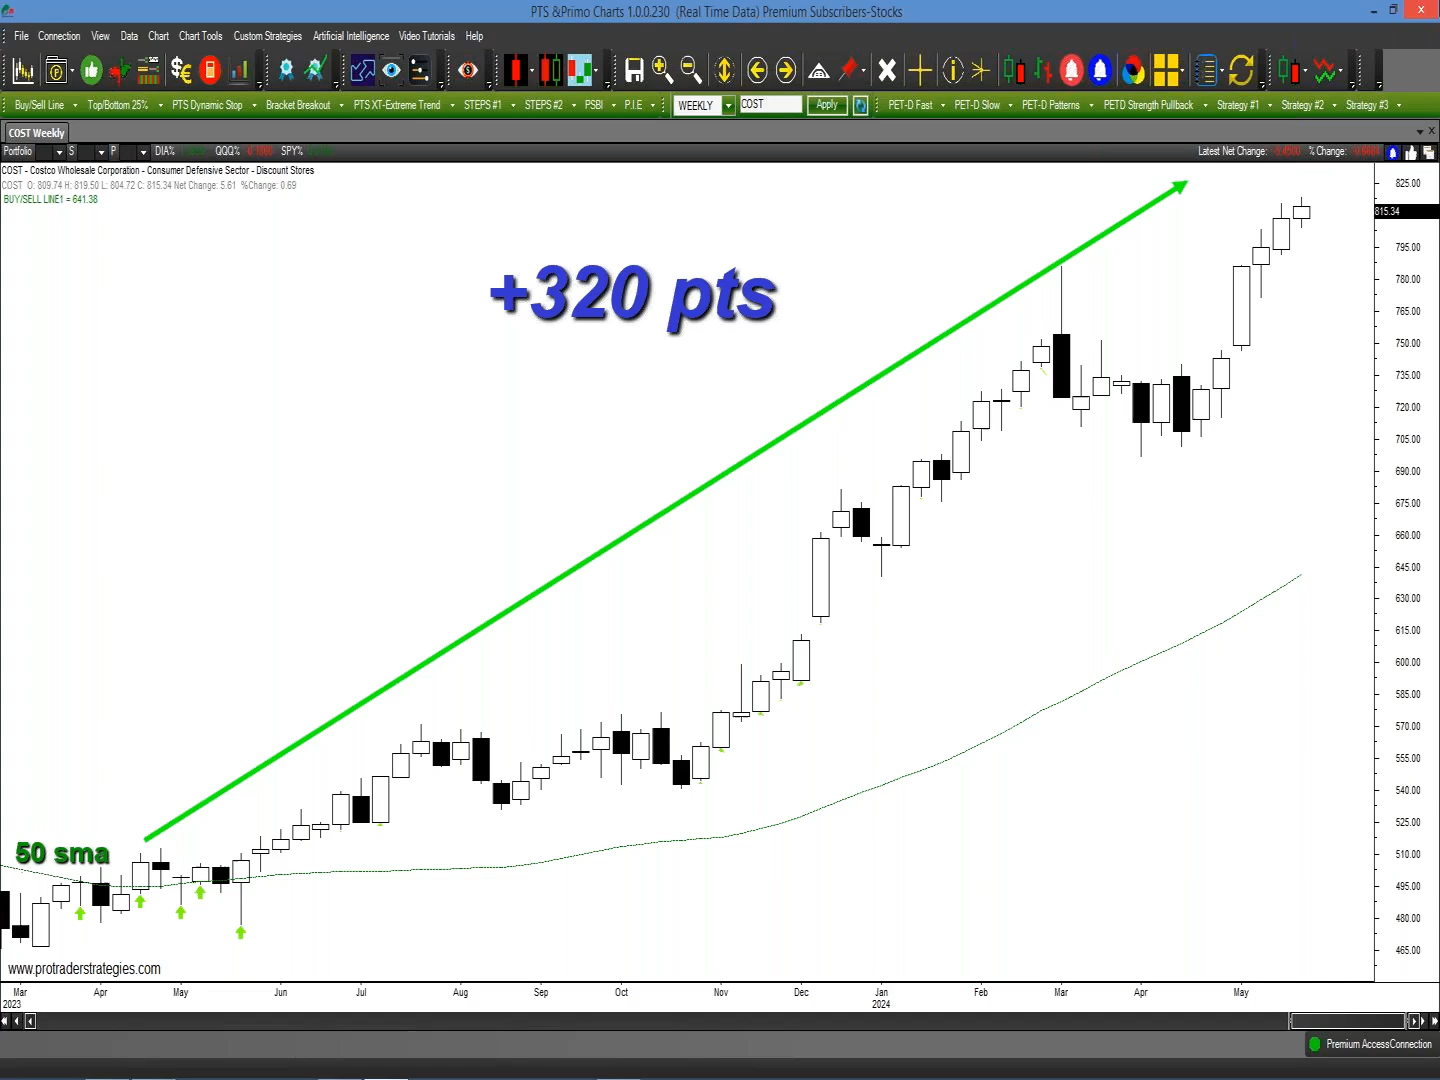 PTS &Primo Charts 1.0.0.230 (Real Time Data) Premium Subscribers-Stocks
File Connection View Data Chart Chart Tools Custom Strategies Artificial Intelligence Video Tutorials Help
Buy/Sell Line Top/Bottom 25% PTS Dynamic Stop Bracket Breakout PTS XT-Extreme Trend STEPS #1 STEPS #2 PSBI P.I.E WEEKLY COST Apply PET-D Fast PET-D Slow PET-D Patterns PETD Strength Pullback Strategy #1 Strategy #2 Strategy #3
COST Weekly
Portfolio S P DIA% QQQ% SPY% Latest Net Change: % Change:
COST - Costco Wholesale Corporation - Consumer Defensive Sector - Discount Stores
COST O: 809.74 H: 819.50 L: 804.72 C: 815.34 Net Change: 5.61 %Change: 0.69
BUY/SELL LINE1 = 641.38
825.00
815.34
+320 pts
795.00
780.00
765.00
750.00
735.00
720.00
705.00
690.00
675.00
660.00
645.00
630.00
615.00
600.00
585.00
570.00
555.00
540.00
525.00
50 sma
510.00
495.00
480.00
465.00
www.protraderstrategies.com
Mar Apr May Jun Jul Aug Sep Oct Nov Dec Jan Feb Mar Apr May
2023 2024
Premium AccessConnection